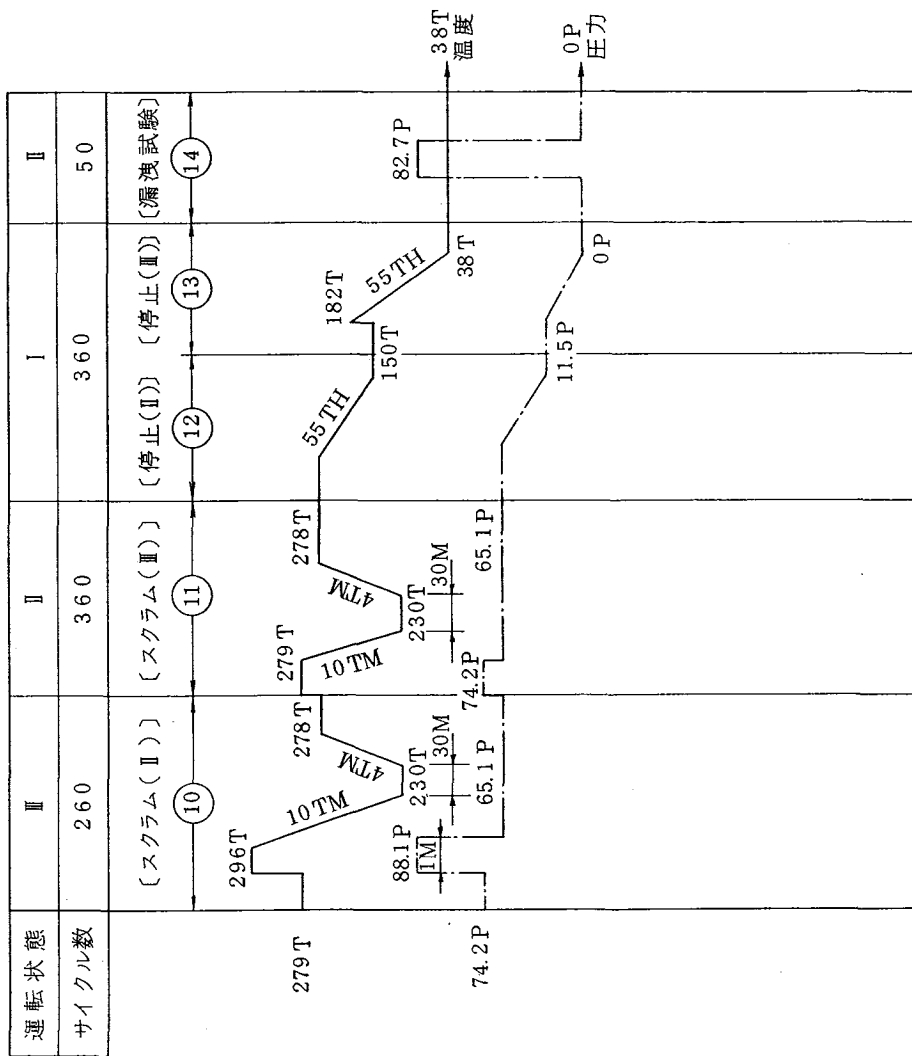 運転状態 Ⅱ Ⅱ Ⅰ Ⅱ
サイクル数 260 360 360 50
〔スクラム(Ⅱ)〕 〔スクラム(Ⅲ)〕 〔停止(Ⅱ)〕 〔停止(Ⅲ)〕 〔漏洩試験〕
10 11 12 13 14
296T
279T
10TM
230T
30M
4TM
278T
279T
10TM
230T
30M
4TM
278T
55TH
150T
182T
55TH
38T
38T
温度
74.2P
88.1P
1M
65.1P
74.2P
65.1P
11.5P
0P
82.7P
0P
圧力